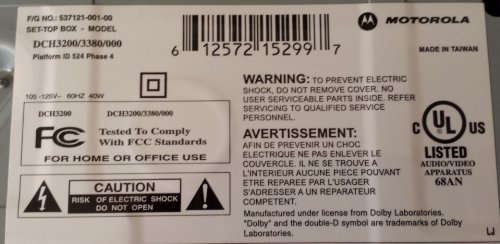 F/G NO.: 537121-001-00
SET-TOP BOX - MODEL
DCH3200/3380/000
Platform ID 524 Phase 4
105-125V~ 60HZ 40W
6 12572 15299 7
MOTOROLA
MADE IN TAIWAN
DCH3200 DCH3200/3380/000
FC Tested To Comply
With FCC Standards
FOR HOME OR OFFICE USE
CAUTION
RISK OF ELECTRIC SHOCK
DO NOT OPEN
WARNING: TO PREVENT ELECTRIC
SHOCK, DO NOT REMOVE COVER. NO
USER SERVICEABLE PARTS INSIDE. REFER
SERVICING TO QUALIFIED SERVICE
PERSONNEL.
AVERTISSEMENT:
AFIN DE PREVENIR UN CHOC
ELECTRIQUE NE PAS ENLEVER LE
COUVERCLE. IL NE SE TROUVE A
L'INTERIEUR AUCUNE PIECE POUVANT
ETRE REPAREE PAR L'USAGER
S'ADRESSER A UN REPARATEUR
COMPETENT.
C UL US
LISTED
AUDIO/VIDEO
APPARATUS
68AN
Manufactured under license from Dolby Laboratories.
"Dolby" and the double-D symbol are trademarks of Dolby
Laboratories.